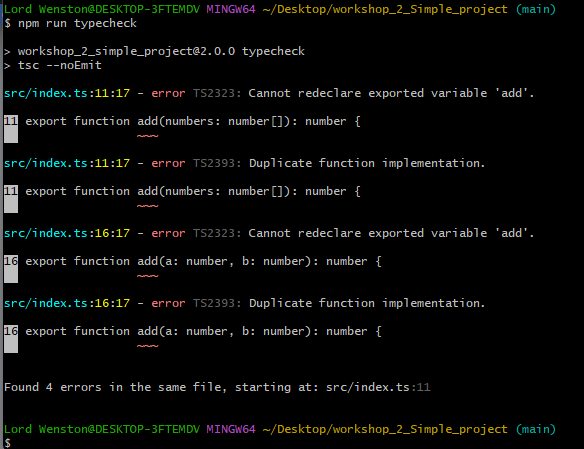 Lord Wenston@DESKTOP-3FTEMDV MINGW64 ~/Desktop/workshop_2_Simple_project (main)
$ npm run typecheck
> workshop_2_simple_project@2.0.0 typecheck
> tsc --noEmit
src/index.ts:11:17 - error TS2323: Cannot redeclare exported variable 'add'.
11 export function add(numbers: number[]): number {
~~~
src/index.ts:11:17 - error TS2393: Duplicate function implementation.
11 export function add(numbers: number[]): number {
~~~
src/index.ts:16:17 - error TS2323: Cannot redeclare exported variable 'add'.
16 export function add(a: number, b: number): number {
~~~
src/index.ts:16:17 - error TS2393: Duplicate function implementation.
16 export function add(a: number, b: number): number {
~~~
Found 4 errors in the same file, starting at: src/index.ts:11
Lord Wenston@DESKTOP-3FTEMDV MINGW64 ~/Desktop/workshop_2_Simple_project (main)
$